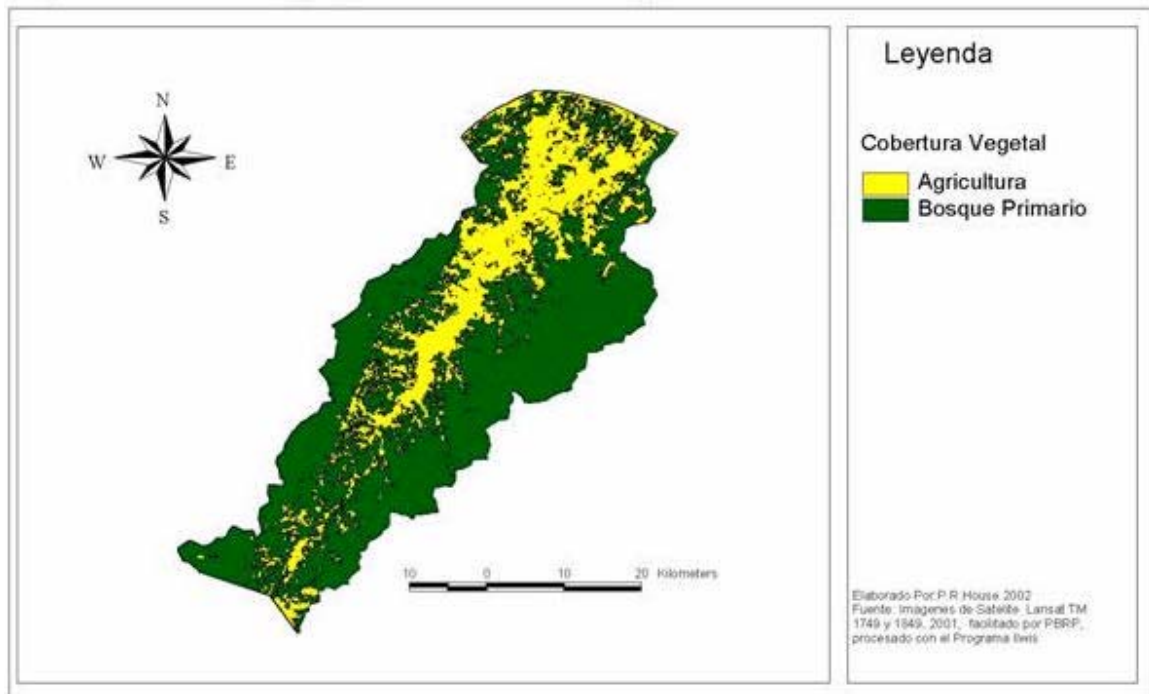 N
W E
S
10 0 10 20 Kilometers
Leyenda
Cobertura Vegetal
Agricultura
Bosque Primario
Elaborado Por P R House 2002
Fuente: Imagenes de Satelite Lansat TM
1749 y 1849, 2001, facilitado por PBRP,
procesado con el Programa Ilwis